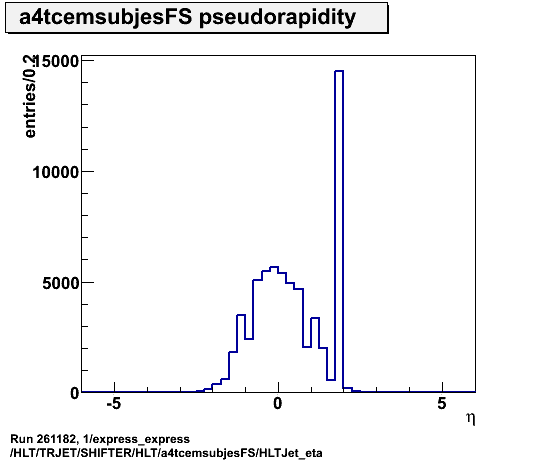 a4tcemsubjesFS pseudorapidity
entries/0.2
15000
10000
5000
0
-5
0
5
η
Run 261182, 1/express_express
/HLT/TRJET/SHIFTER/HLT/a4tcemsubjesFS/HLTJet_eta